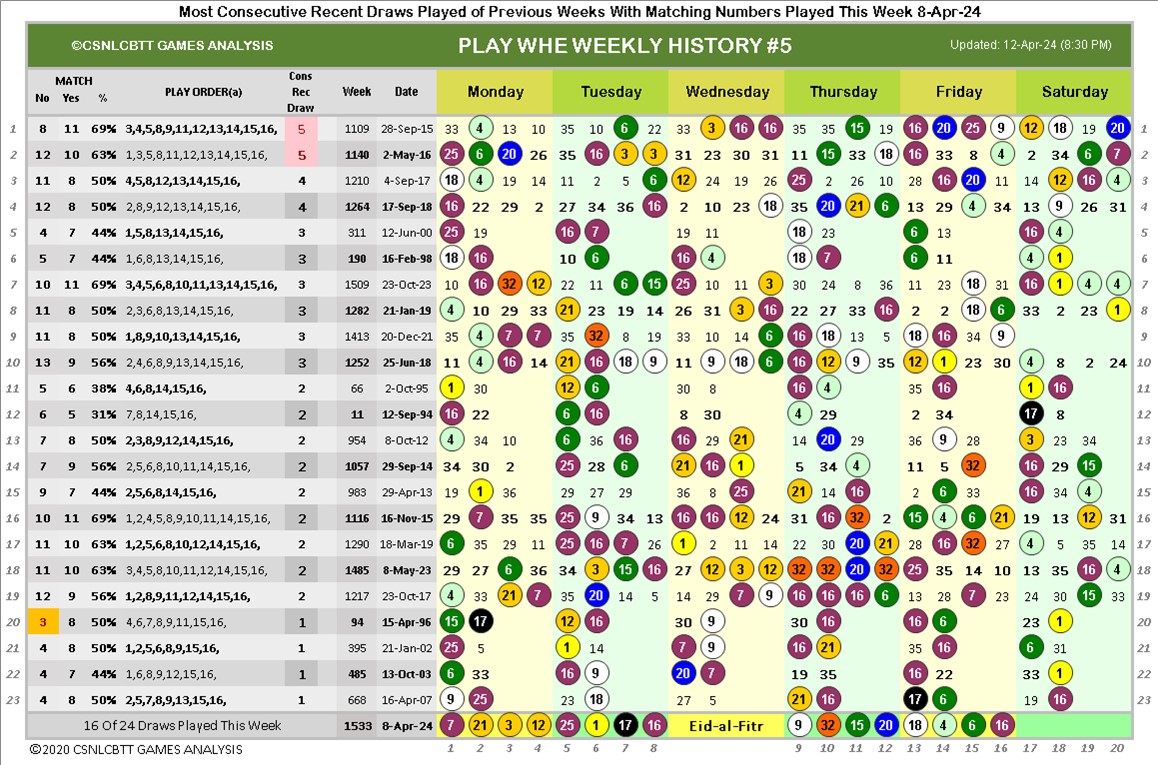 Most Consecutive Recent Draws Played of Previous Weeks With Matching Numbers Played This Week 8-Apr-24
©CSNLCBTT GAMES ANALYSIS PLAY WHE WEEKLY HISTORY #5 Updated: 12-Apr-24 (8:30 PM)
No MATCH Yes % PLAY ORDER(a) Cons Rec Draw Week Date Monday Tuesday Wednesday Thursday Friday Saturday
1 8 11 69% 3,4,5,8,9,11,12,13,14,15,16, 5 1109 28-Sep-15 33 4 13 10 35 10 6 22 33 3 16 16 35 35 15 19 16 20 25 9 12 18 19 20 1
2 12 10 63% 1,3,5,8,11,12,13,14,15,16, 5 1140 2-May-16 25 6 20 26 35 16 3 3 31 23 30 31 11 15 33 18 16 33 8 4 2 34 6 7 2
3 11 8 50% 4,5,8,12,13,14,15,16, 4 1210 4-Sep-17 18 4 19 14 11 2 5 6 12 24 19 26 25 2 26 10 28 16 20 11 14 12 16 4 3
4 12 8 50% 2,8,9,12,13,14,15,16, 4 1264 17-Sep-18 16 22 29 2 27 34 36 16 2 10 23 18 35 20 21 6 13 29 4 34 13 9 26 31 4
5 4 7 44% 1,5,8,13,14,15,16, 3 311 12-Jun-00 25 19 16 7 19 11 18 23 6 13 16 4 5
6 5 7 44% 1,6,8,13,14,15,16, 3 190 16-Feb-98 18 16 10 6 16 4 18 7 6 11 4 1 6
7 10 11 69% 3,4,5,6,8,10,11,13,14,15,16, 3 1509 23-Oct-23 10 16 32 12 22 11 6 15 25 10 11 3 30 24 8 36 11 23 18 31 16 1 4 4 7
8 11 8 50% 2,3,6,8,13,14,15,16, 3 1282 21-Jan-19 4 10 29 33 21 23 19 14 26 31 3 16 22 27 33 16 2 2 18 6 33 2 23 1 8
9 11 8 50% 1,8,9,10,13,14,15,16, 3 1413 20-Dec-21 35 4 7 7 35 32 8 19 33 10 14 6 16 18 13 5 18 16 34 9 9
10 13 9 56% 2,4,6,8,9,13,14,15,16, 3 1252 25-Jun-18 11 4 16 14 21 16 18 9 11 9 18 6 16 12 9 35 12 1 23 30 4 8 2 24 10
11 5 6 38% 4,6,8,14,15,16, 2 66 2-Oct-95 1 30 12 6 30 8 16 4 35 16 1 16 11
12 6 5 31% 7,8,14,15,16, 2 11 12-Sep-94 16 22 6 16 8 30 4 29 2 34 17 8 12
13 7 8 50% 2,3,8,9,12,14,15,16, 2 954 8-Oct-12 4 34 10 6 36 16 16 29 21 14 20 29 36 9 28 3 23 34 13
14 7 9 56% 2,5,6,8,10,11,14,15,16, 2 1057 29-Sep-14 34 30 2 25 28 6 21 16 1 5 34 4 11 5 32 16 29 15 14
15 9 7 44% 2,5,6,8,14,15,16, 2 983 29-Apr-13 19 1 36 29 27 29 36 8 25 21 14 16 2 6 33 16 34 4 15
16 10 11 69% 1,2,4,5,8,9,10,11,14,15,16, 2 1116 16-Nov-15 29 7 35 35 25 9 34 13 16 16 12 24 31 16 32 2 15 4 6 21 19 13 12 31 16
17 11 10 63% 1,2,5,6,8,10,12,14,15,16, 2 1290 18-Mar-19 6 35 29 11 25 16 7 26 1 2 11 14 22 30 20 21 28 16 32 27 4 5 35 14 17
18 11 10 63% 3,4,5,8,10,11,12,14,15,16, 2 1485 8-May-23 29 27 6 36 34 3 15 16 27 12 3 12 32 32 20 32 25 35 14 10 13 35 16 4 18
19 12 9 56% 1,2,8,9,11,12,14,15,16, 2 1217 23-Oct-17 4 33 21 7 35 20 14 5 14 29 7 9 16 16 16 6 13 28 7 23 24 30 15 33 19
20 3 8 50% 4,6,7,8,9,11,15,16, 1 94 15-Apr-96 15 17 12 16 30 9 30 16 16 6 23 1 20
21 4 8 50% 1,2,5,6,8,9,15,16, 1 395 21-Jan-02 25 5 1 14 7 9 16 21 35 16 6 31 21
22 4 7 44% 1,6,8,9,12,15,16, 1 485 13-Oct-03 6 33 16 9 20 7 19 35 16 22 33 1 22
23 4 8 50% 2,5,7,8,9,13,15,16, 1 668 16-Apr-07 9 25 23 18 27 5 21 16 17 6 19 16 23
16 Of 24 Draws Played This Week 1533 8-Apr-24 7 21 3 12 25 1 17 16 Eid-al-Fitr 9 32 15 20 18 4 6 16
©2020 CSNLCBTT GAMES ANALYSIS 1 2 3 4 5 6 7 8 9 10 11 12 13 14 15 16 17 18 19 20